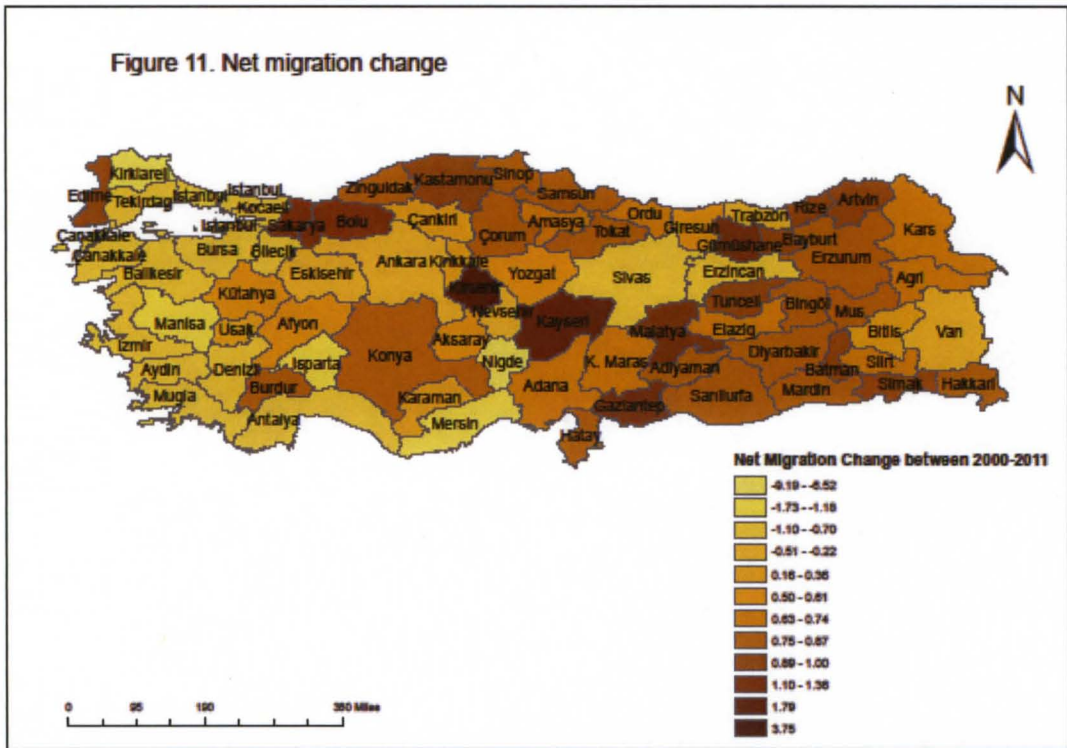 Figure 11. Net migration change
N
Kirklareli
Edirne
Tekirdag
Istanbul
Istanbul
Kocaeli
Istanbul
Sakarya
Bolu
Zinguldak
Kastamonu
Sinop
Samsun
Çankiri
Amasya
Ordu
Giresun
Trabzon
Rize
Artvin
Kars
Çanakkale
Çanakkale
Bursa
Bilecik
Çorum
Tokat
Gümüshane
Bayburt
Erzurum
Balikesir
Eskisehir
Ankara
Kirikkale
Yozgat
Sivas
Erzincan
Agri
Kütahya
Kirsehir
Tunceli
Bingöl
Mus
Manisa
Usak
Afyon
Nevsehir
Kayseri
Malatya
Elaziq
Bitlis
Van
Izmir
Aksaray
Isparta
Konya
Nigde
K. Maras
Adiyaman
Diyarbakir
Batman
Siirt
Aydin
Denizli
Burdur
Adana
Sanliurfa
Mardin
Sirnak
Hakkari
Mugla
Antalya
Karaman
Mersin
Gaziantep
Hatay
Net Migration Change between 2000-2011
-9.19 - -6.52
-1.73 - -1.18
-1.10 - -0.70
-0.51 - -0.22
0.16 - 0.36
0.50 - 0.61
0.63 - 0.74
0.75 - 0.87
0.89 - 1.00
1.10 - 1.36
1.79
3.75
0 95 190 380 Miles